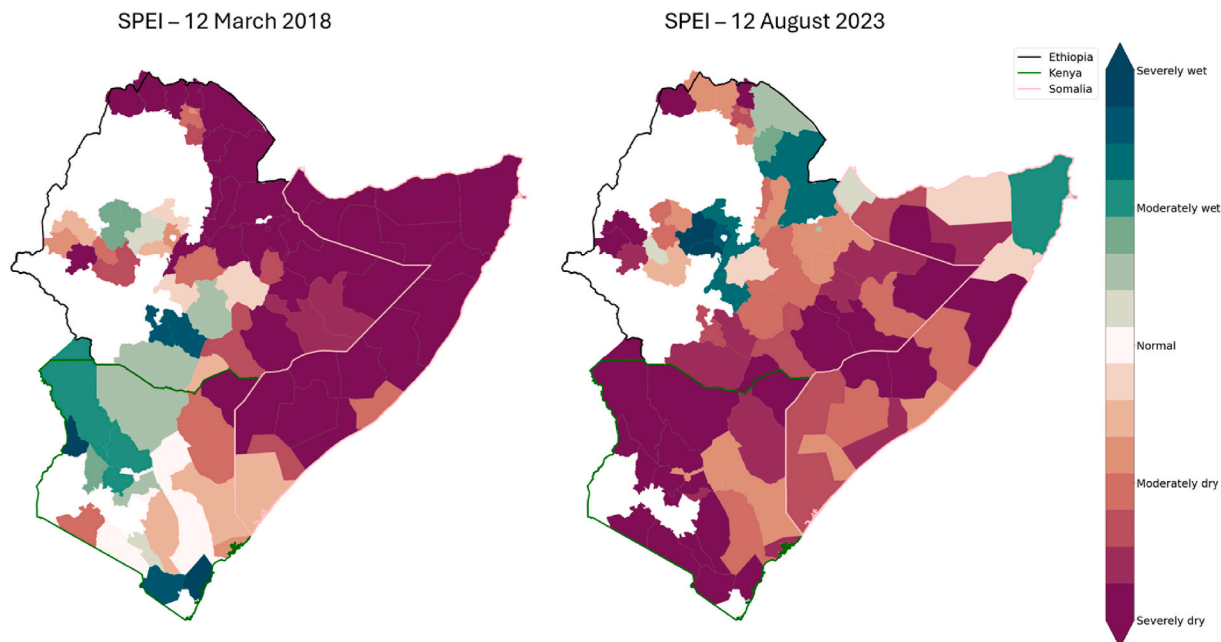 SPEI – 12 March 2018
SPEI – 12 August 2023
Ethiopia
Kenya
Somalia
Severely wet
Moderately wet
Normal
Moderately dry
Severely dry